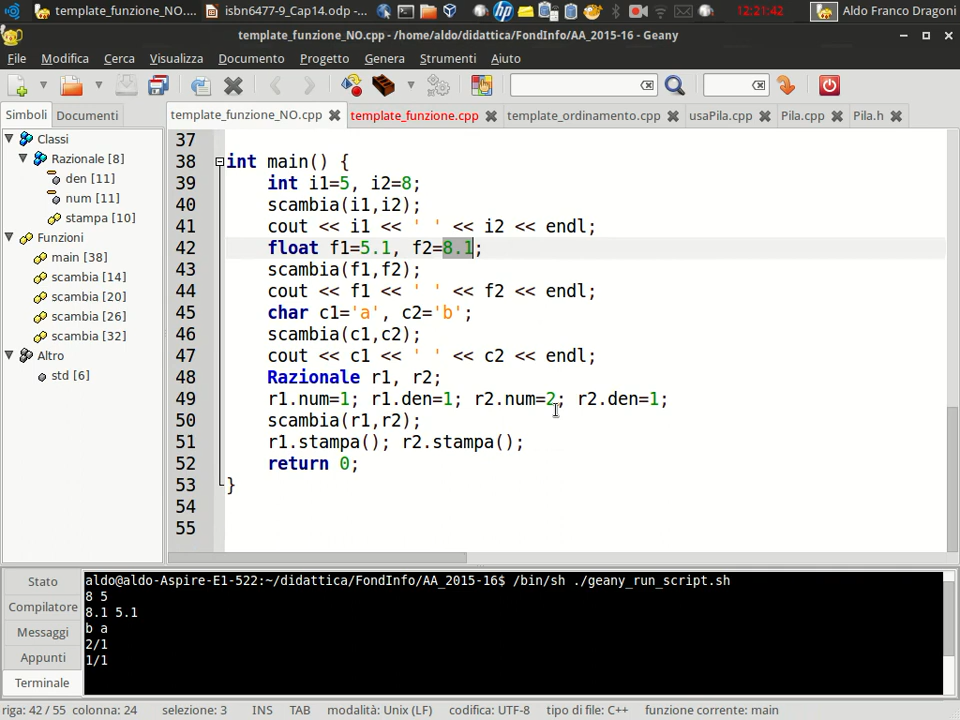 isbn6477-9_Cap14.odp - 
template_funzione_NO....
12:21:42
Aldo Franco Dragoni
template_funzione_NO.cpp - /home/aldo/didattica/FondInfo/AA_2015-16 - Geany
File Modifica Cerca Visualizza Documento Progetto Genera Strumenti Aiuto
Simboli Documenti
template_funzione_NO.cpp template_funzione.cpp template_ordinamento.cpp usaPila.cpp Pila.cpp Pila.h
Classi
Razionale [8]
den [11]
num [11]
stampa [10]
Funzioni
main [38]
scambia [14]
scambia [20]
scambia [26]
scambia [32]
Altro
std [6]
37
38 int main() {
39 int i1=5, i2=8;
40 scambia(i1,i2);
41 cout << i1 << ' ' << i2 << endl;
42 float f1=5.1, f2=8.1;
43 scambia(f1,f2);
44 cout << f1 << ' ' << f2 << endl;
45 char c1='a', c2='b';
46 scambia(c1,c2);
47 cout << c1 << ' ' << c2 << endl;
48 Razionale r1, r2;
49 r1.num=1; r1.den=1; r2.num=2; r2.den=1;
50 scambia(r1,r2);
51 r1.stampa(); r2.stampa();
52 return 0;
53 }
54
55
Stato
Compilatore
Messaggi
Appunti
Terminale
aldo@aldo-Aspire-E1-522:~/didattica/FondInfo/AA_2015-16$ /bin/sh ./geany_run_script.sh
8 5
8.1 5.1
b a
2/1
1/1
riga: 42 / 55 colonna: 24 selezione: 3 INS TAB modalità: Unix (LF) codifica: UTF-8 tipo di file: C++ funzione corrente: main